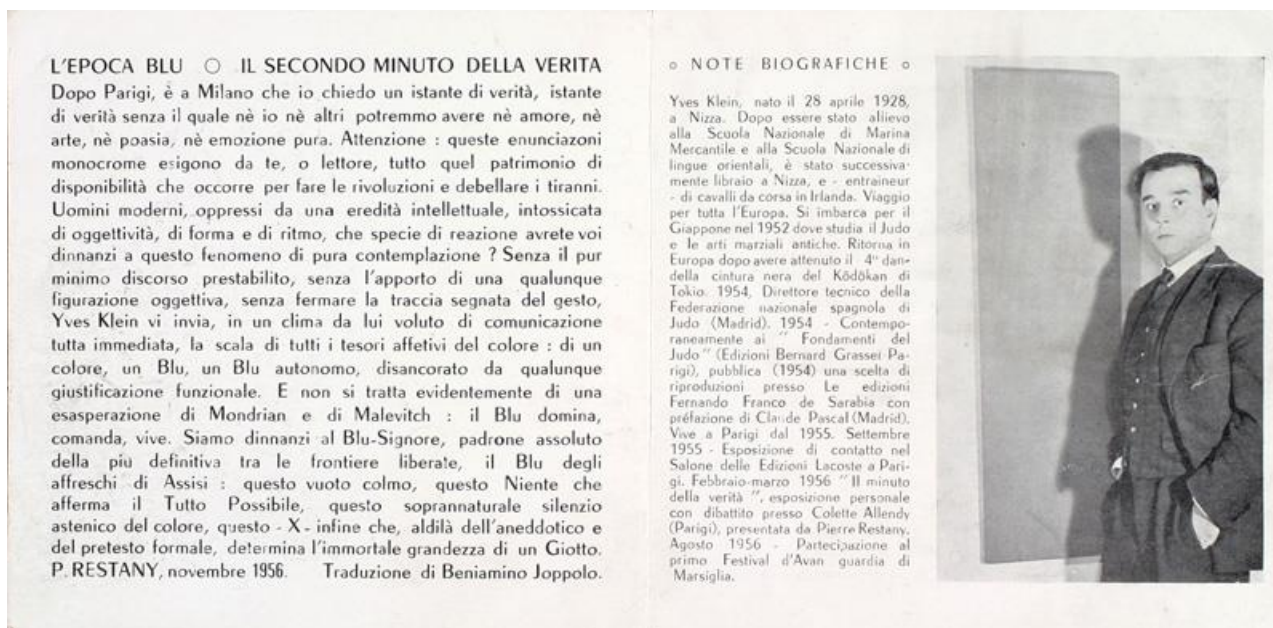 L'EPOCA BLU ○ IL SECONDO MINUTO DELLA VERITA
Dopo Parigi, è a Milano che io chiedo un istante di verità, istante
di verità senza il quale nè io nè altri potremmo avere nè amore, nè
arte, nè poasia, nè emozione pura. Attenzione : queste enunciazoni
monocrome esigono da te, o lettore, tutto quel patrimonio di
disponibilità che occorre per fare le rivoluzioni e debellare i tiranni.
Uomini moderni, oppressi da una eredità intellettuale, intossicata
di oggettività, di forma e di ritmo, che specie di reazione avrete voi
dinnanzi a questo fenomeno di pura contemplazione ? Senza il pur
minimo discorso prestabilito, senza l'apporto di una qualunque
figurazione oggettiva, senza fermare la traccia segnata del gesto,
Yves Klein vi invia, in un clima da lui voluto di comunicazione
tutta immediata, la scala di tutti i tesori affetivi del colore : di un
colore, un Blu, un Blu autonomo, disancorato da qualunque
giustificazione funzionale. E non si tratta evidentemente di una
esasperazione di Mondrian e di Malevitch : il Blu domina,
comanda, vive. Siamo dinnanzi al Blu-Signore, padrone assoluto
della piu definitiva tra le frontiere liberate, il Blu degli
affreschi di Assisi : questo vuoto colmo, questo Niente che
afferma il Tutto Possibile, questo soprannaturale silenzio
astenico del colore, questo - X - infine che, aldilà dell'aneddotico e
del pretesto formale, determina l'immortale grandezza di un Giotto.
P. RESTANY, novembre 1956. Traduzione di Beniamino Joppolo.
○ NOTE BIOGRAFICHE ○
Yves Klein, nato il 28 aprile 1928,
a Nizza. Dopo essere stato allievo
alla Scuola Nazionale di Marina
Mercantile e alla Scuola Nazionale di
lingue orientali, è stato successiva-
mente libraio a Nizza, e - entraineur
- di cavalli da corsa in Irlanda. Viaggio
per tutta l'Europa. Si imbarca per il
Giappone nel 1952 dove studia il Judo
e le arti marziali antiche. Ritorna in
Europa dopo avere attenuto il 4º dan-
della cintura nera del Kōdōkan di
Tokio. 1954, Direttore tecnico della
Federazione nazionale spagnola di
Judo (Madrid). 1954 - Contempo-
raneamente ai " Fondamenti del
Judo " (Edizioni Bernard Grassei Pa-
rigi), pubblica (1954) una scelta di
riproduzioni presso Le edizioni
Fernando Franco de Sarabia con
préfazione di Claude Pascal (Madrid).
Vive a Parigi dal 1955. Settembre
1955 - Esposizione di contatto nel
Salone delle Edizioni Lacoste a Pari-
gi. Febbraio-marzo 1956 " Il minuto
della verità ", esposizione personale
con dibattito presso Colette Allendy
(Parigi), presentata da Pierre Restany.
Agosto 1956 - Partecipazione al
primo Festival d'Avan guardia di
Marsiglia.